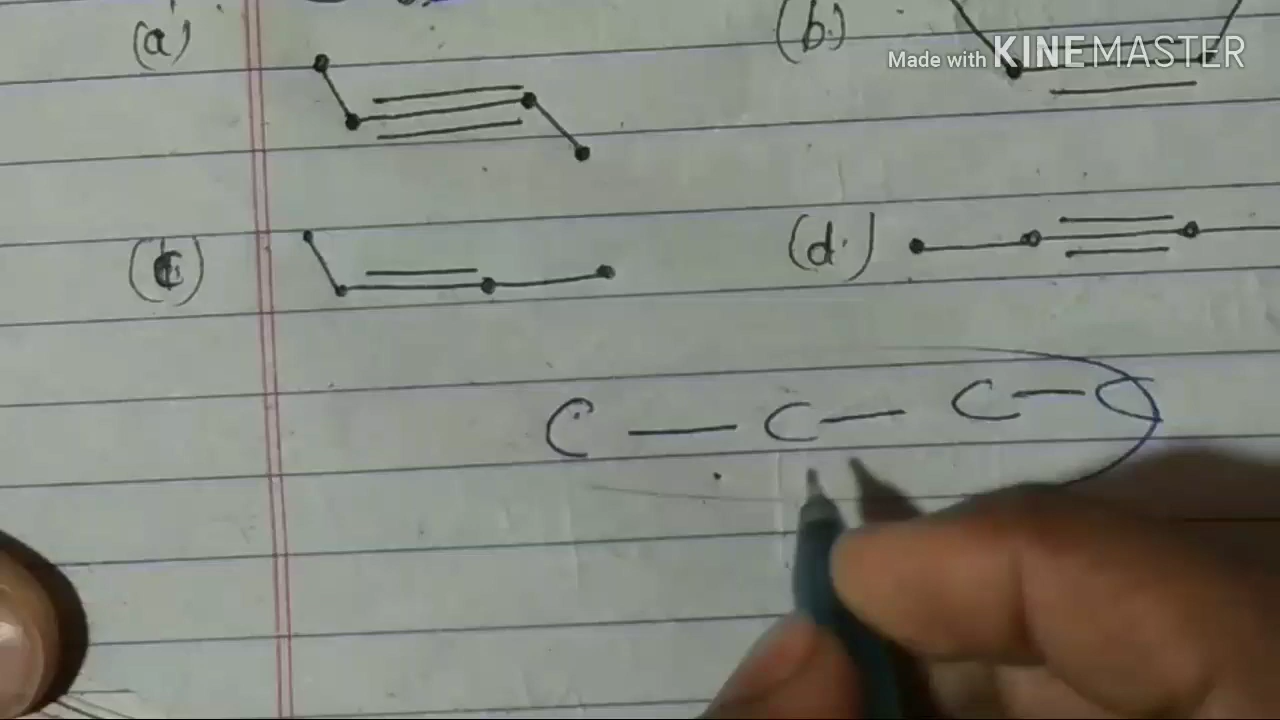 (a) (b.)
Made with KINEMASTER
(c) (d.)
C — C — C — C